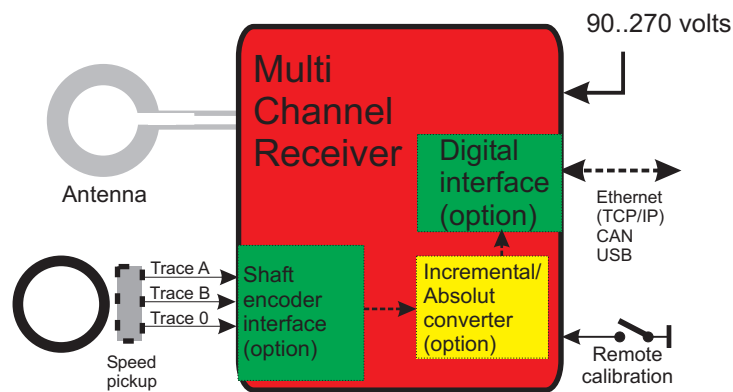 90..270 volts
Multi
Channel
Receiver
Antenna
Digital
interface
(option)
Ethernet
(TCP/IP)
CAN
USB
Trace A
Trace B
Trace 0
Speed
pickup
Shaft
encoder
interface
(option)
Incremental/
Absolut
converter
(option)
Remote
calibration